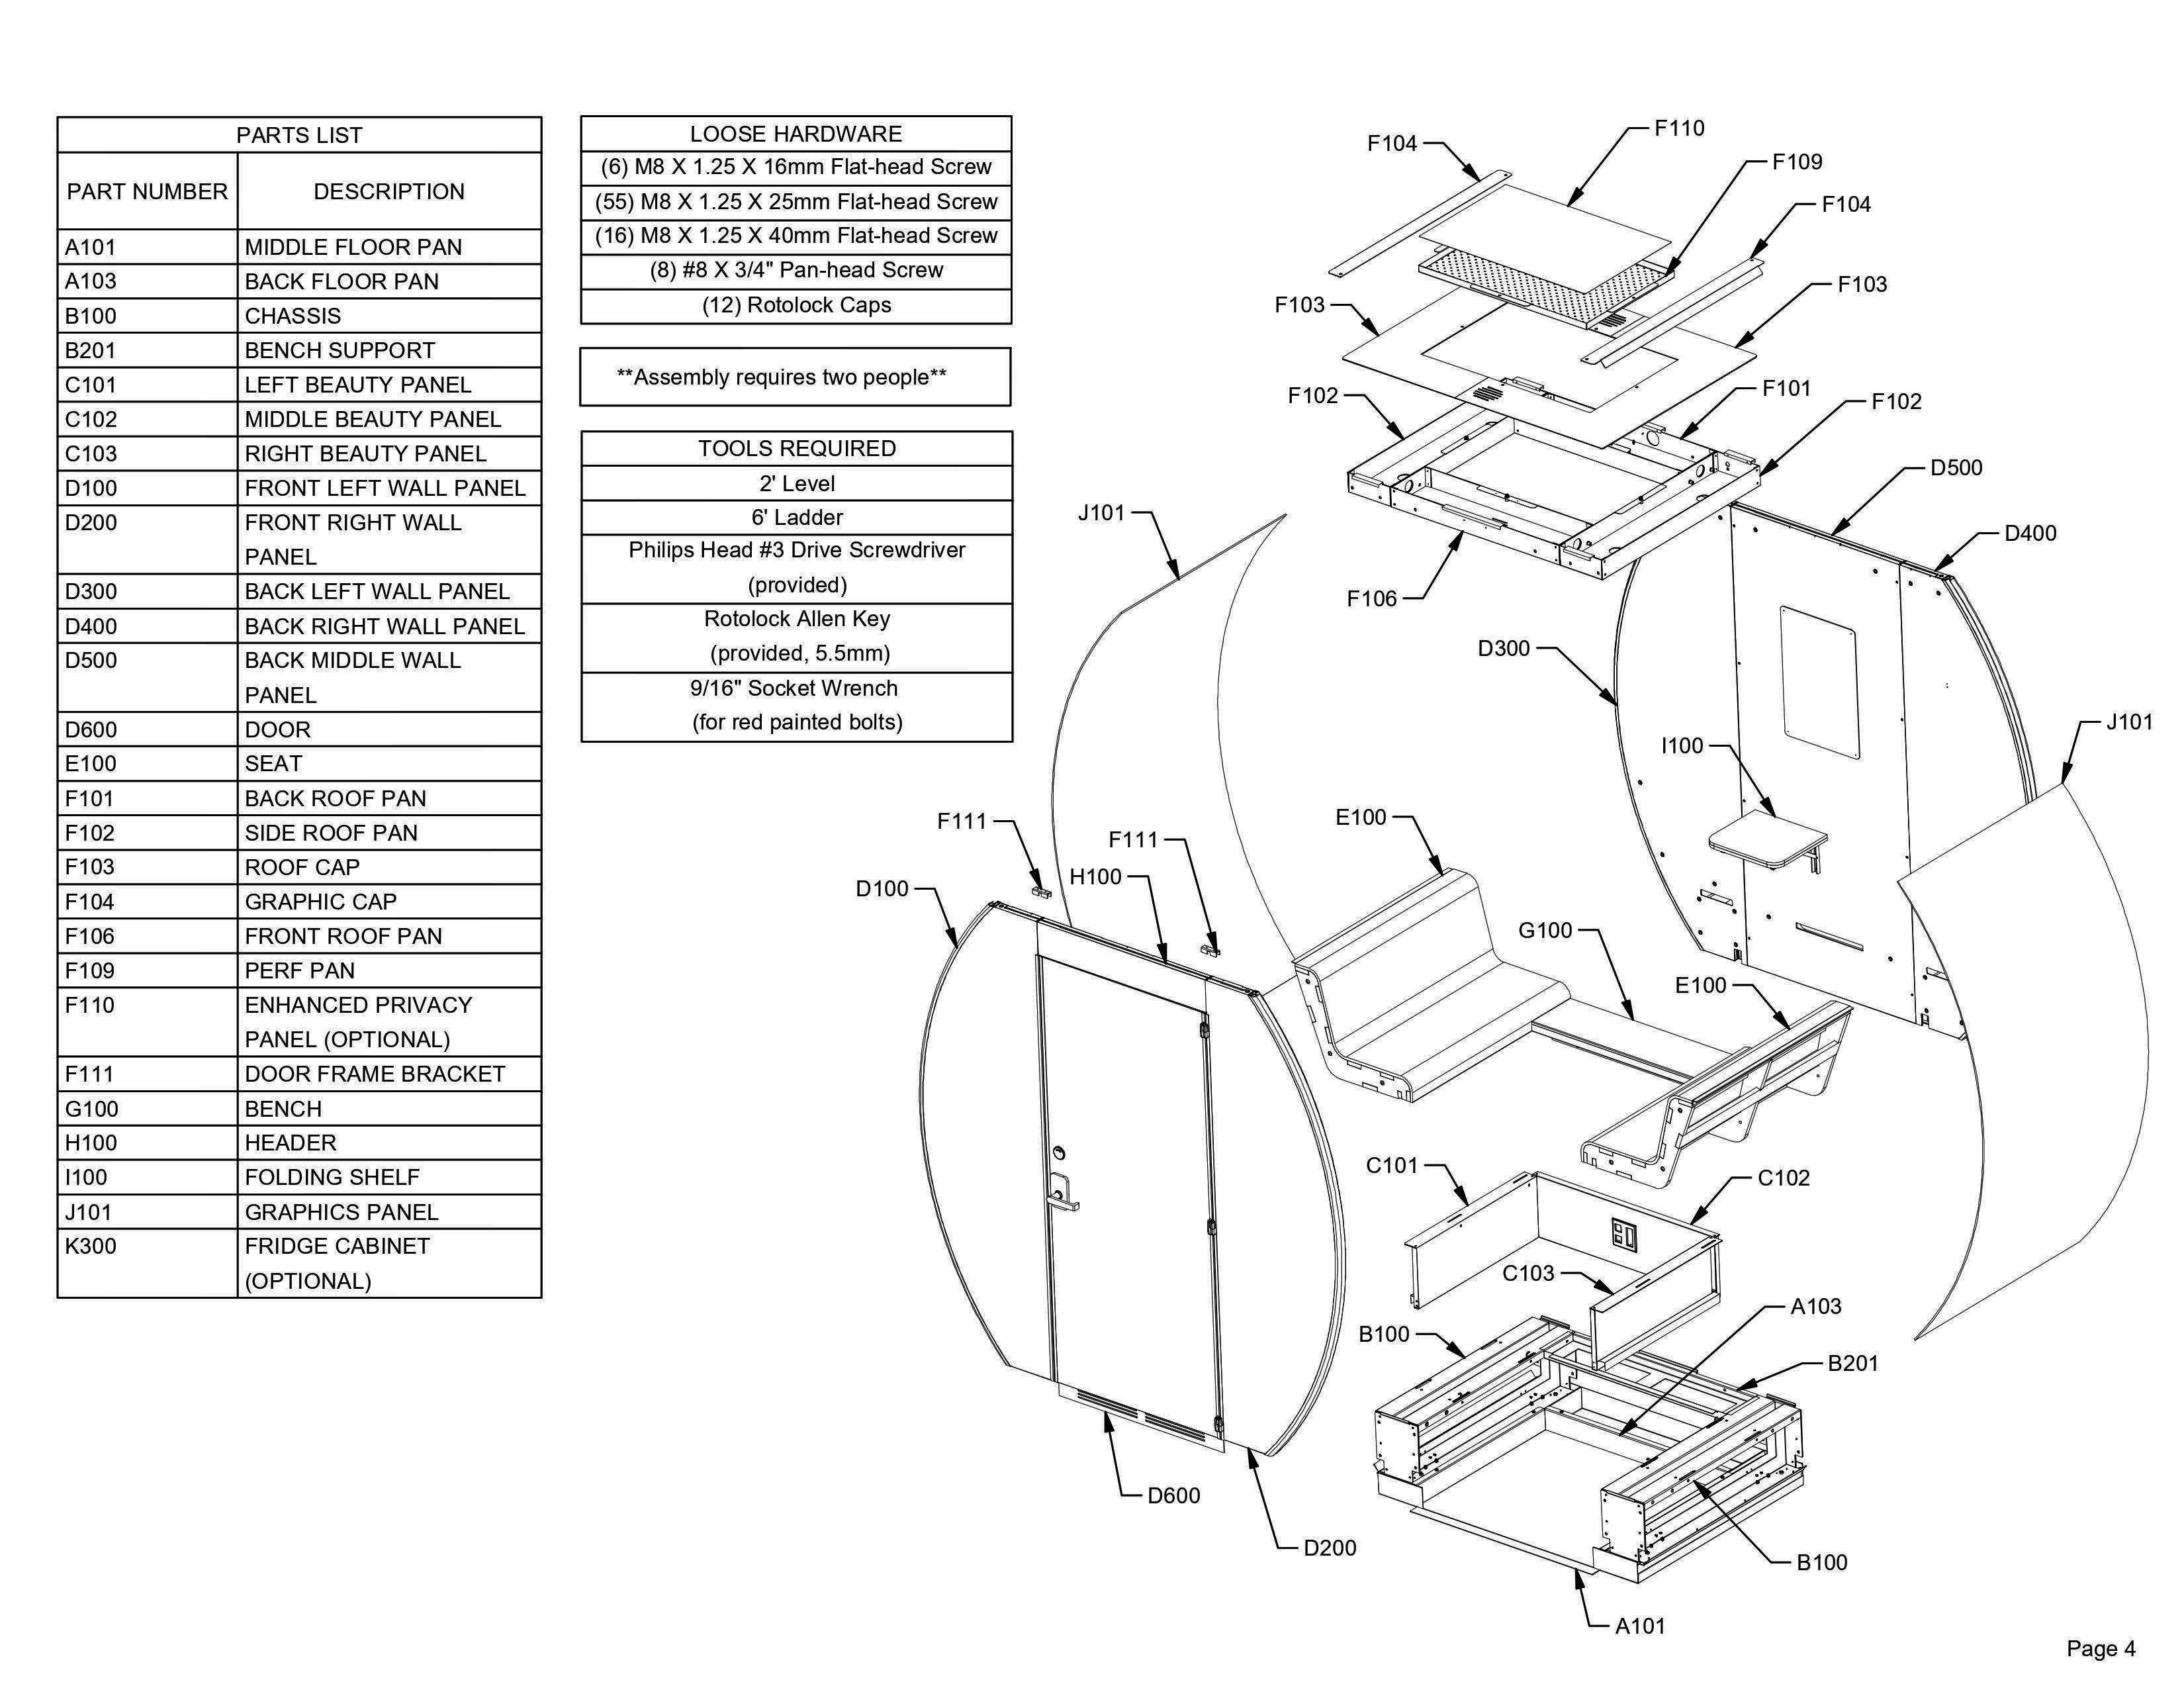 PARTS LIST
PART NUMBER DESCRIPTION
A101 MIDDLE FLOOR PAN
A103 BACK FLOOR PAN
B100 CHASSIS
B201 BENCH SUPPORT
C101 LEFT BEAUTY PANEL
C102 MIDDLE BEAUTY PANEL
C103 RIGHT BEAUTY PANEL
D100 FRONT LEFT WALL PANEL
D200 FRONT RIGHT WALL
PANEL
D300 BACK LEFT WALL PANEL
D400 BACK RIGHT WALL PANEL
D500 BACK MIDDLE WALL
PANEL
D600 DOOR
E100 SEAT
F101 BACK ROOF PAN
F102 SIDE ROOF PAN
F103 ROOF CAP
F104 GRAPHIC CAP
F106 FRONT ROOF PAN
F109 PERF PAN
F110 ENHANCED PRIVACY
PANEL (OPTIONAL)
F111 DOOR FRAME BRACKET
G100 BENCH
H100 HEADER
I100 FOLDING SHELF
J101 GRAPHICS PANEL
K300 FRIDGE CABINET
(OPTIONAL)
LOOSE HARDWARE
(6) M8 X 1.25 X 16mm Flat-head Screw
(55) M8 X 1.25 X 25mm Flat-head Screw
(16) M8 X 1.25 X 40mm Flat-head Screw
(8) #8 X 3/4" Pan-head Screw
(12) Rotolock Caps
**Assembly requires two people**
TOOLS REQUIRED
2' Level
6' Ladder
Philips Head #3 Drive Screwdriver
(provided)
Rotolock Allen Key
(provided, 5.5mm)
9/16" Socket Wrench
(for red painted bolts)
F110
F104
F109
F104
F103
F103
F101
F102
F102
D500
J101
D400
F106
D300
J101
I100
E100
F111
F111
H100
D100
G100
E100
C101
C102
C103
A103
B100
B201
D600
D200
B100
A101
Page 4